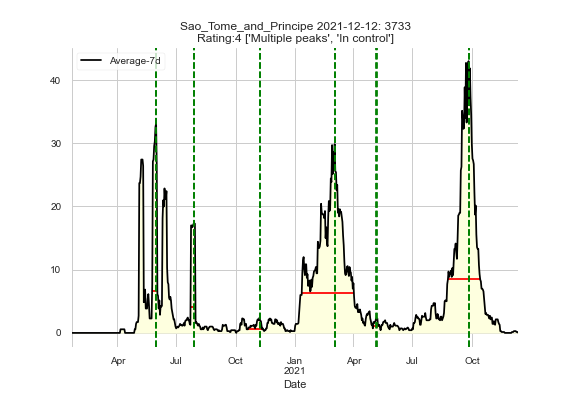 Sao_Tome_and_Principe 2021-12-12: 3733
Rating:4 ['Multiple peaks', 'In control']
Average-7d
40
30
20
10
0
Apr Jul Oct Jan Apr Jul Oct
2021
Date